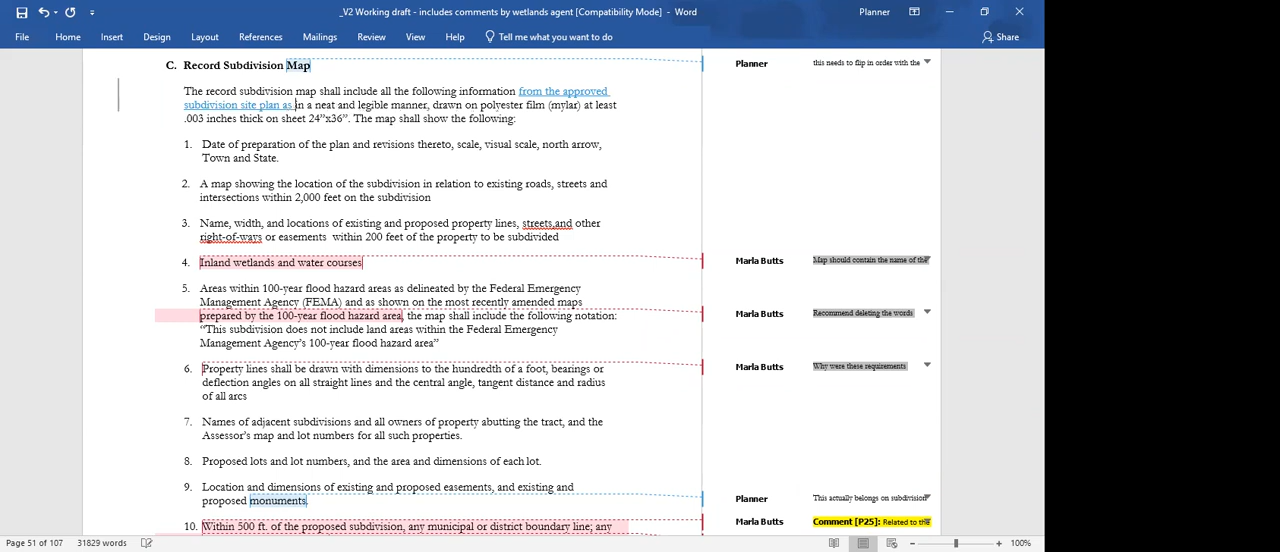 _V2 Working draft - includes comments by wetlands agent [Compatibility Mode] - Word
Planner
File Home Insert Design Layout References Mailings Review View Help Tell me what you want to do Share
C. Record Subdivision Map
The record subdivision map shall include all the following information from the approved
subdivision site plan as in a neat and legible manner, drawn on polyester film (mylar) at least
.003 inches thick on sheet 24”x36”. The map shall show the following:
1. Date of preparation of the plan and revisions thereto, scale, visual scale, north arrow,
Town and State.
2. A map showing the location of the subdivision in relation to existing roads, streets and
intersections within 2,000 feet on the subdivision
3. Name, width, and locations of existing and proposed property lines, streets,and other
right-of-ways or easements within 200 feet of the property to be subdivided
4. Inland wetlands and water courses
5. Areas within 100-year flood hazard areas as delineated by the Federal Emergency
Management Agency (FEMA) and as shown on the most recently amended maps
prepared by the 100-year flood hazard area, the map shall include the following notation:
“This subdivision does not include land areas within the Federal Emergency
Management Agency’s 100-year flood hazard area”
6. Property lines shall be drawn with dimensions to the hundredth of a foot, bearings or
deflection angles on all straight lines and the central angle, tangent distance and radius
of all arcs
7. Names of adjacent subdivisions and all owners of property abutting the tract, and the
Assessor’s map and lot numbers for all such properties.
8. Proposed lots and lot numbers, and the area and dimensions of each lot.
9. Location and dimensions of existing and proposed easements, and existing and
proposed monuments.
10. Within 500 ft. of the proposed subdivision, any municipal or district boundary line; any
Planner this needs to flip in order with the
Marla Butts Map should contain the name of the
Marla Butts Recommend deleting the words
Marla Butts Why were these requirements
Planner This actually belongs on subdivision
Marla Butts Comment [P25]: Related to the
Page 51 of 107 31829 words
100%